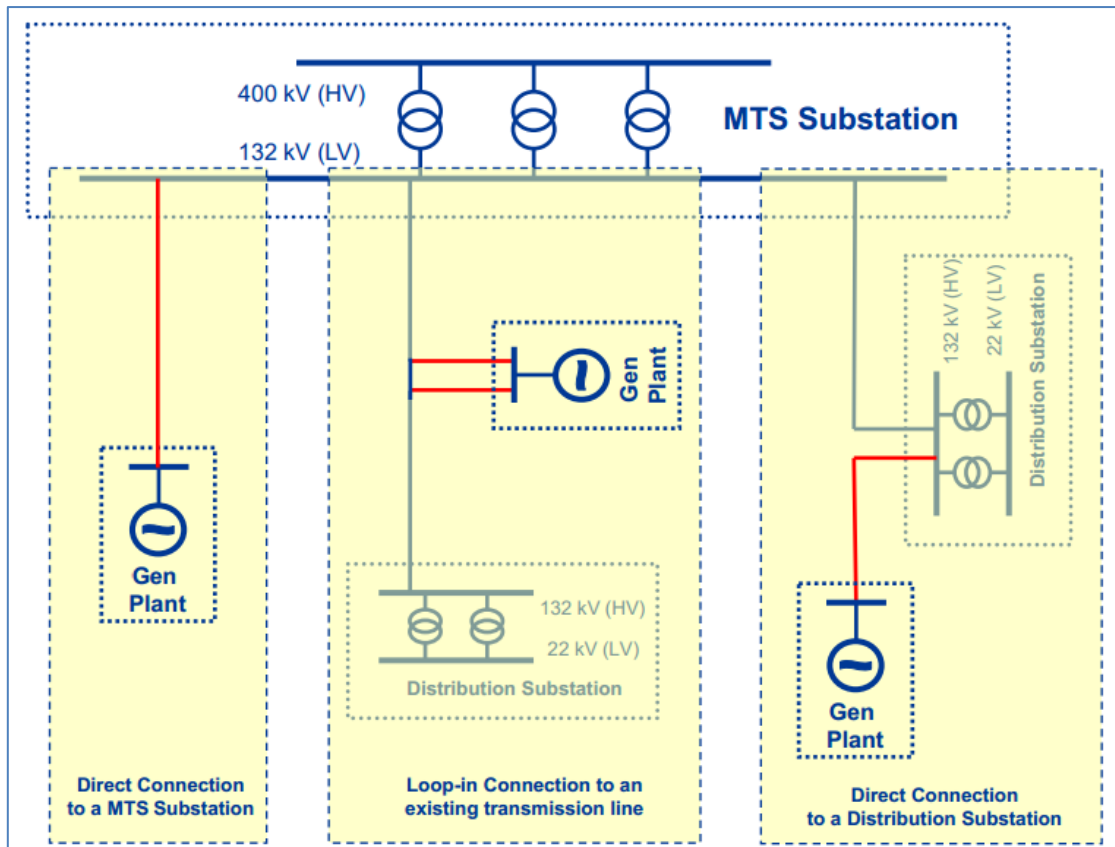 400 kV (HV)
MTS Substation
132 kV (LV)
Gen
Plant
Direct Connection
to a MTS Substation
Gen
Plant
132 kV (HV)
22 kV (LV)
Distribution Substation
Loop-in Connection to an
existing transmission line
132 kV (HV)
22 kV (LV)
Distribution Substation
Gen
Plant
Direct Connection
to a Distribution Substation